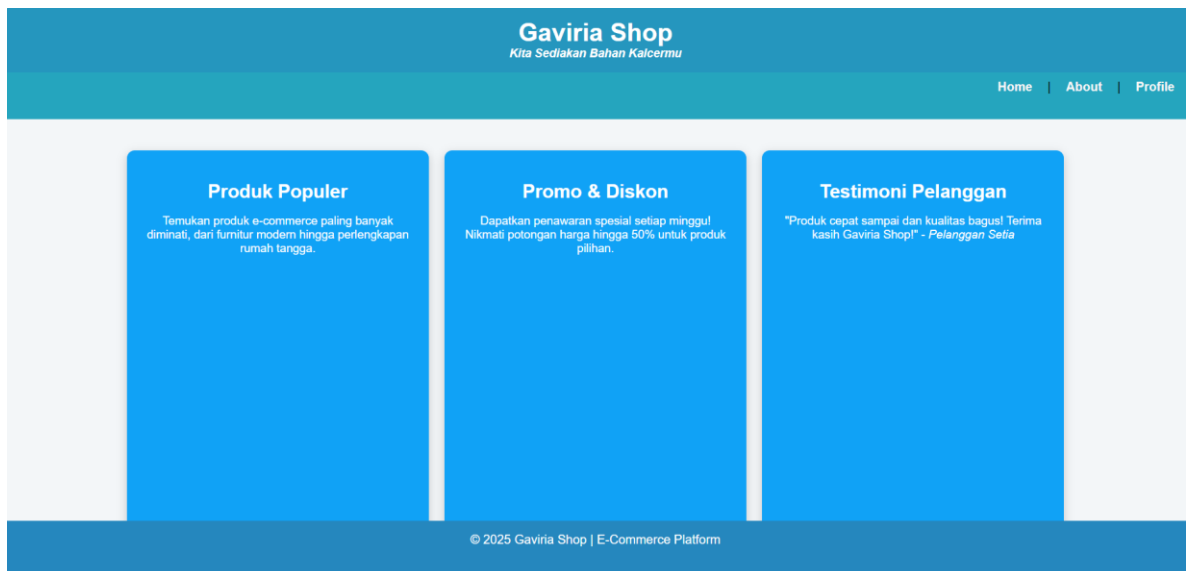 Gaviria Shop
Kita Sediakan Bahan Kalcermu
Home | About | Profile
Produk Populer
Temukan produk e-commerce paling banyak
diminati, dari furnitur modern hingga perlengkapan
rumah tangga.
Promo & Diskon
Dapatkan penawaran spesial setiap minggu!
Nikmati potongan harga hingga 50% untuk produk
pilihan.
Testimoni Pelanggan
"Produk cepat sampai dan kualitas bagus! Terima
kasih Gaviria Shop!" - Pelanggan Setia
© 2025 Gaviria Shop | E-Commerce Platform